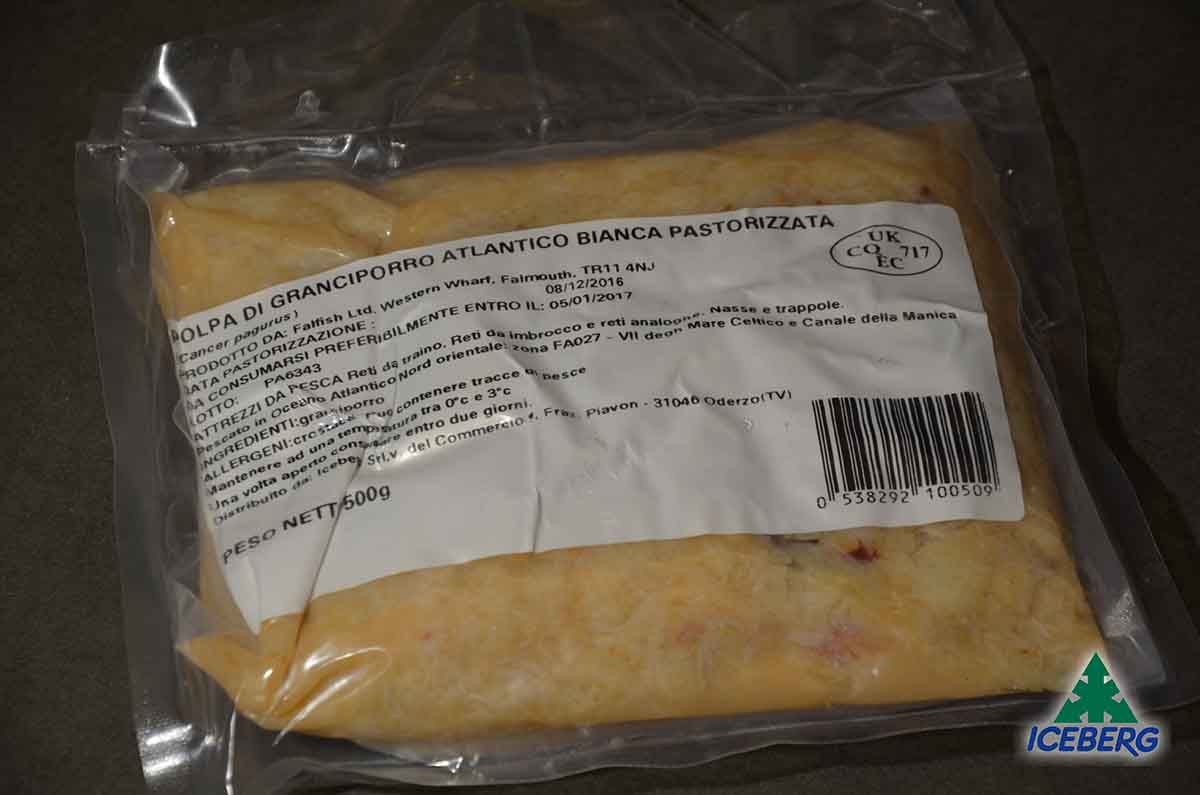 POLPA DI GRANCIPORRO ATLANTICO BIANCA PASTORIZZATA
(Cancer pagurus)
PRODOTTO DA: Falfish Ltd, Western Wharf, Falmouth, TR11 4NJ
DATA PASTORIZZAZIONE : 08/12/2016
DA CONSUMARSI PREFERIBILMENTE ENTRO IL: 05/01/2017
LOTTO: PA6343
ATTREZZI DA PESCA Reti da traino. Reti da imbrocco e reti analoghe. Nasse e trappole.
Pescato in Oceano Atlantico Nord orientale: zona FA027 - VII Mare Celtico e Canale della Manica
INGREDIENTI:granciporro
ALLERGENI:crostacei. Può contenere tracce di pesce
Mantenere ad una temperatura tra 0°c e 3°c
Una volta aperto consumare entro due giorni.
Distribuito da: Iceberg Srl,v. del Commercio Fraz. Piavon - 31046 Oderzo(TV)
PESO NETT 500g
UK
CQ 717
EC
0 538292 100509
ICEBERG